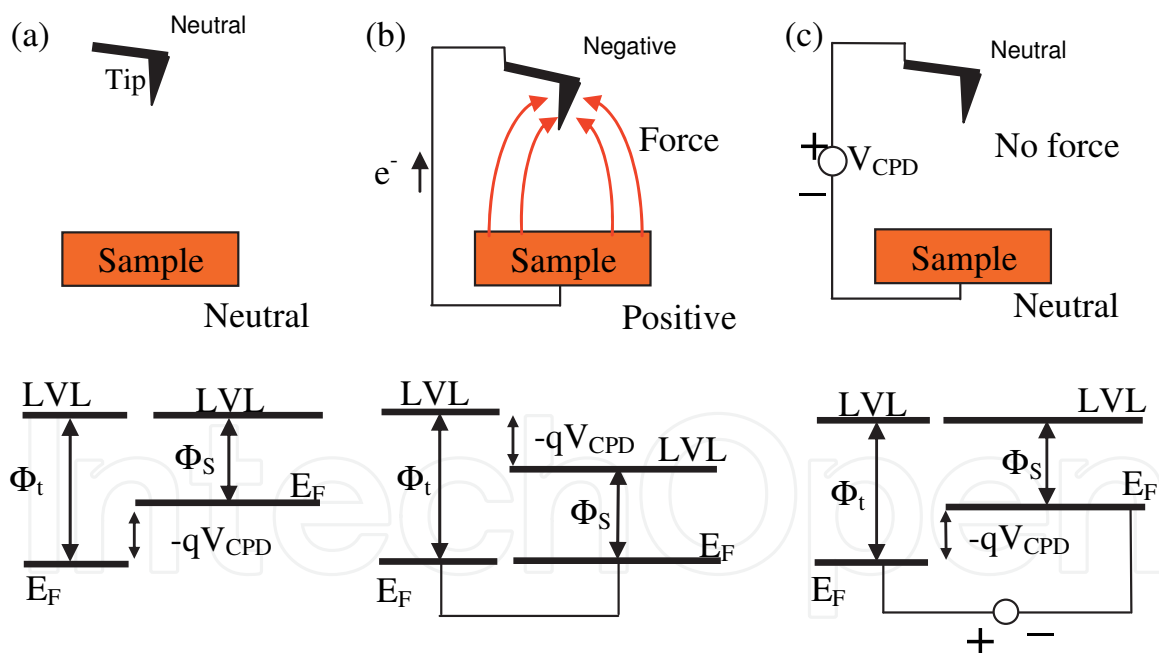 (a)
Neutral
Tip
Sample
Neutral
LVL
LVL
Φt
ΦS
EF
-qVCPD
EF
(b)
Negative
Force
e-
Sample
Positive
LVL
-qVCPD
LVL
Φt
ΦS
EF
EF
(c)
Neutral
+
VCPD
−
No force
Sample
Neutral
LVL
LVL
ΦS
Φt
EF
-qVCPD
EF
+
−
IntechOpen